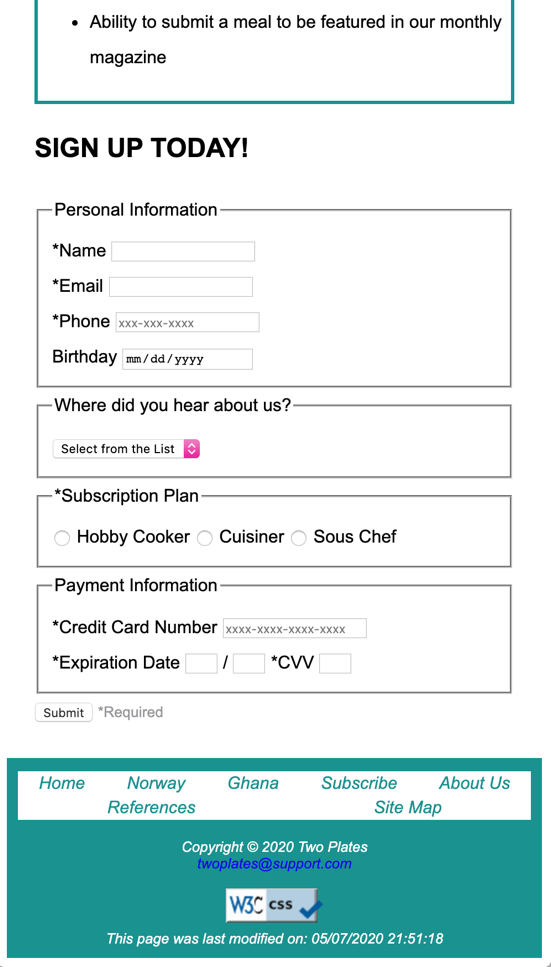 • Ability to submit a meal to be featured in our monthly
magazine
SIGN UP TODAY!
Personal Information
*Name
*Email
*Phone xxx-xxx-xxxx
Birthday mm/dd/yyyy
Where did you hear about us?
Select from the List
*Subscription Plan
Hobby Cooker Cuisiner Sous Chef
Payment Information
*Credit Card Number xxxx-xxxx-xxxx-xxxx
*Expiration Date / *CVV
Submit *Required
Home Norway Ghana Subscribe About Us
References Site Map
Copyright © 2020 Two Plates
twoplates@support.com
W3C css
This page was last modified on: 05/07/2020 21:51:18